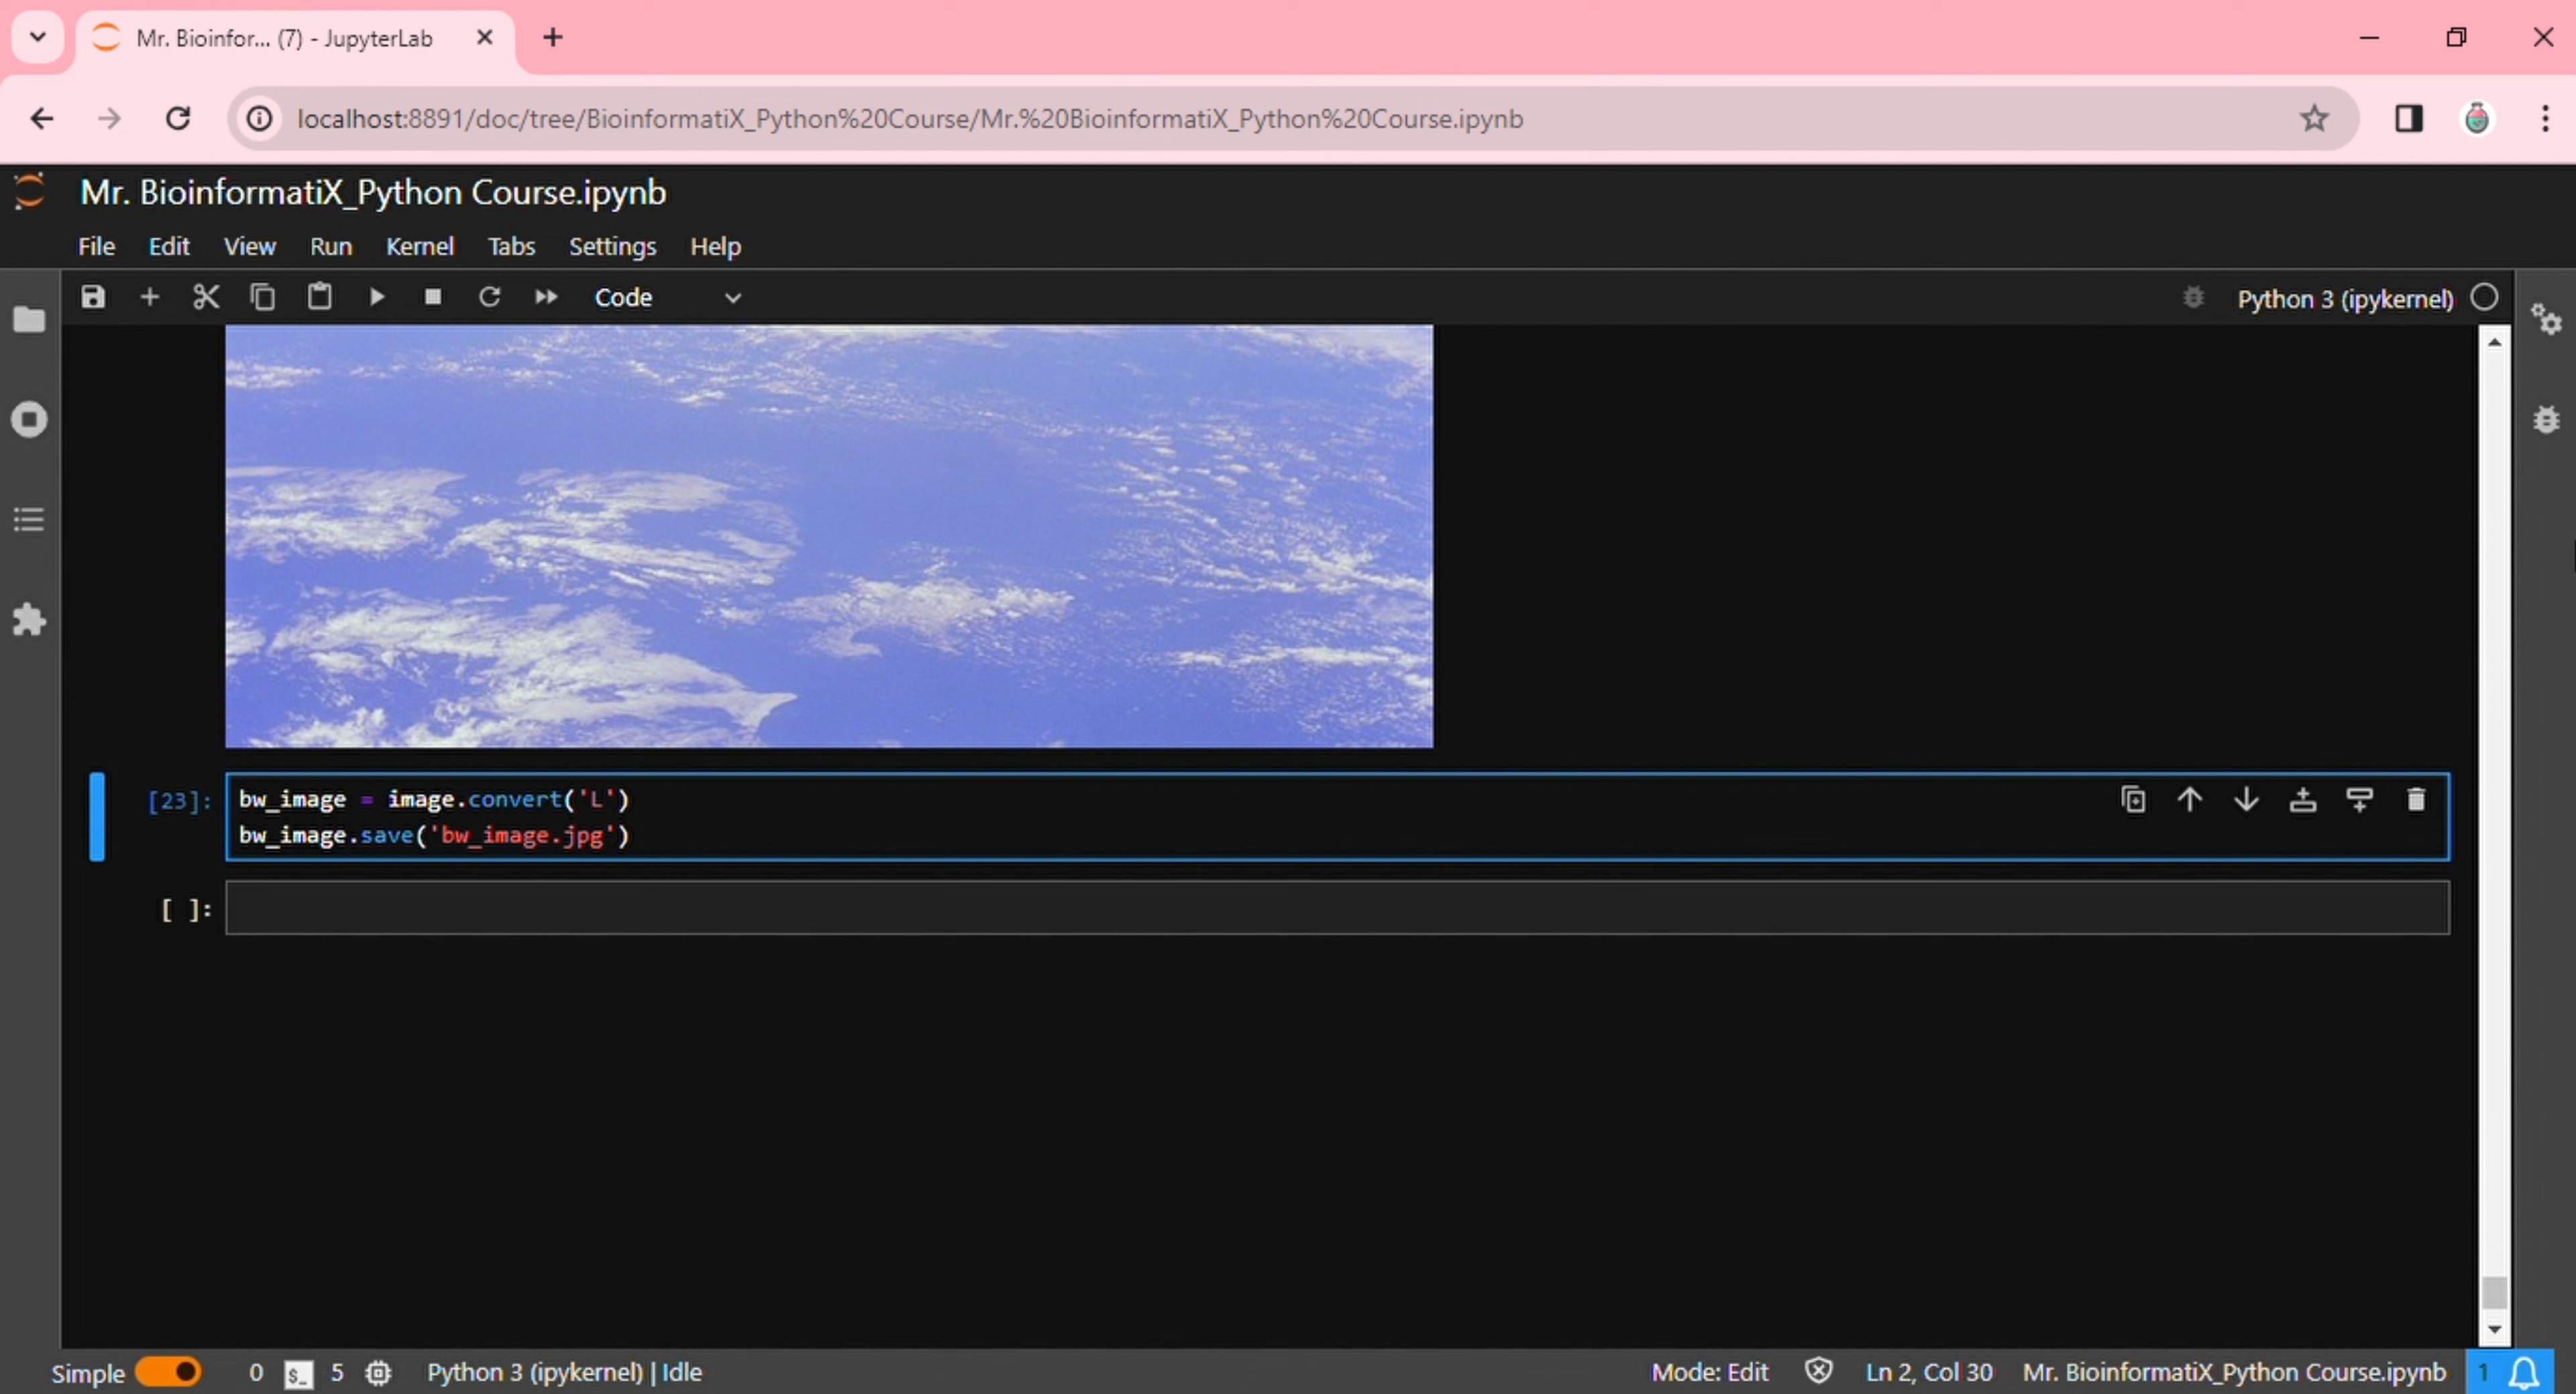 Mr. Bioinfor... (7) - JupyterLab
localhost:8891/doc/tree/BioinformatiX_Python%20Course/Mr.%20BioinformatiX_Python%20Course.ipynb
Mr. BioinformatiX_Python Course.ipynb
File Edit View Run Kernel Tabs Settings Help
Code Python 3 (ipykernel)
[23]: bw_image = image.convert('L')
bw_image.save('bw_image.jpg')
[ ]:
Simple 0 $_ 5 Python 3 (ipykernel) | Idle Mode: Edit Ln 2, Col 30 Mr. BioinformatiX_Python Course.ipynb 1